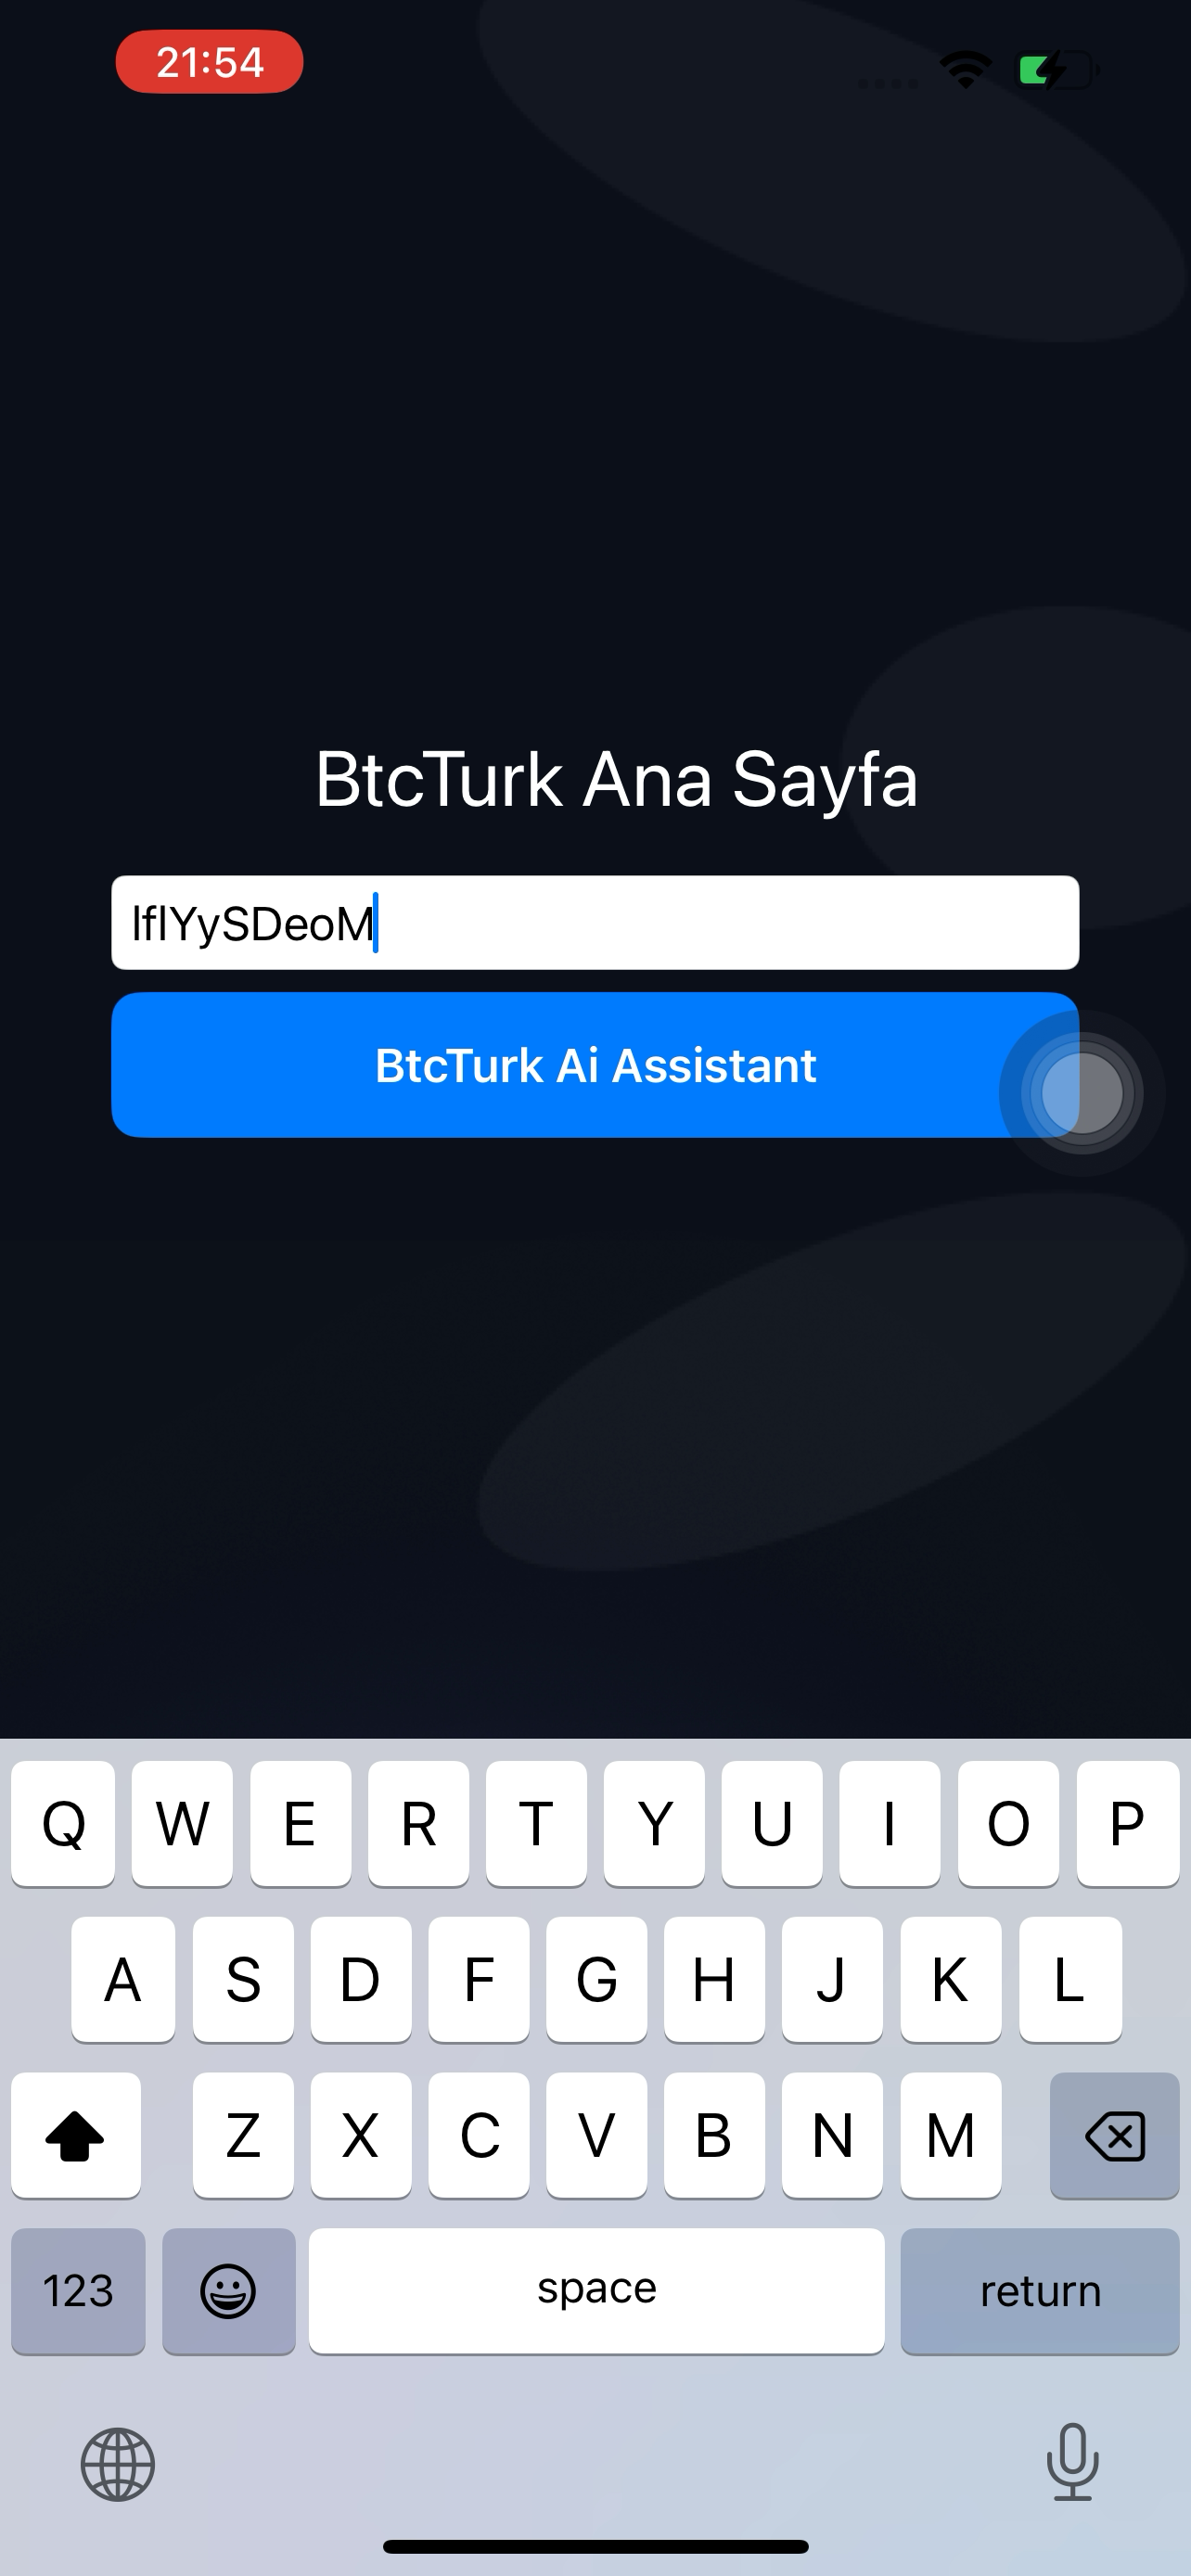 21:54
BtcTurk Ana Sayfa
lflYySDeoM
BtcTurk Ai Assistant
Q W E R T Y U I O P
A S D F G H J K L
Z X C V B N M
123 space return